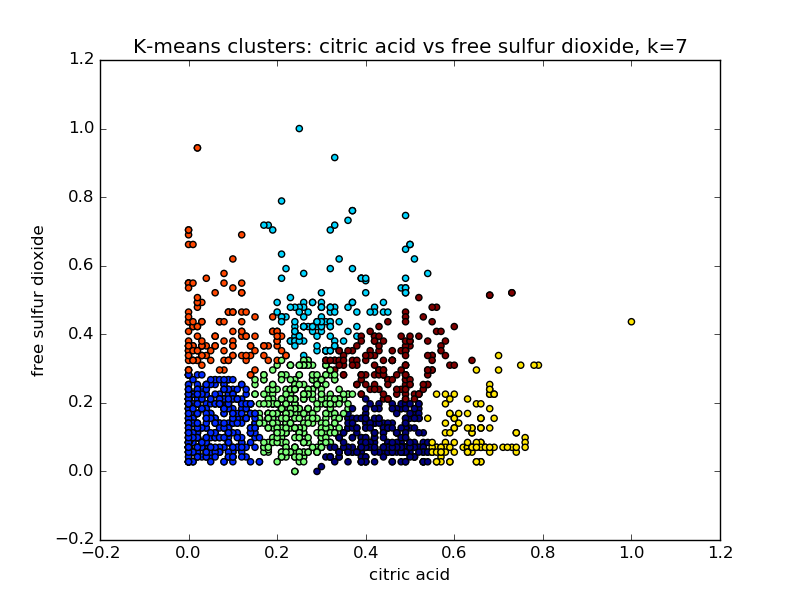 K-means clusters: citric acid vs free sulfur dioxide, k=7
1.2
1.0
0.8
0.6
0.4
0.2
0.0
−0.2
free sulfur dioxide
−0.2 0.0 0.2 0.4 0.6 0.8 1.0 1.2
citric acid